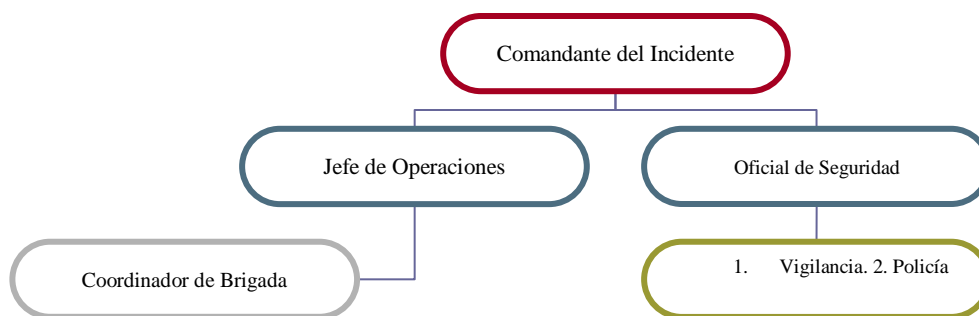 Comandante del Incidente
Jefe de Operaciones
Oficial de Seguridad
Coordinador de Brigada
1. Vigilancia. 2. Policía